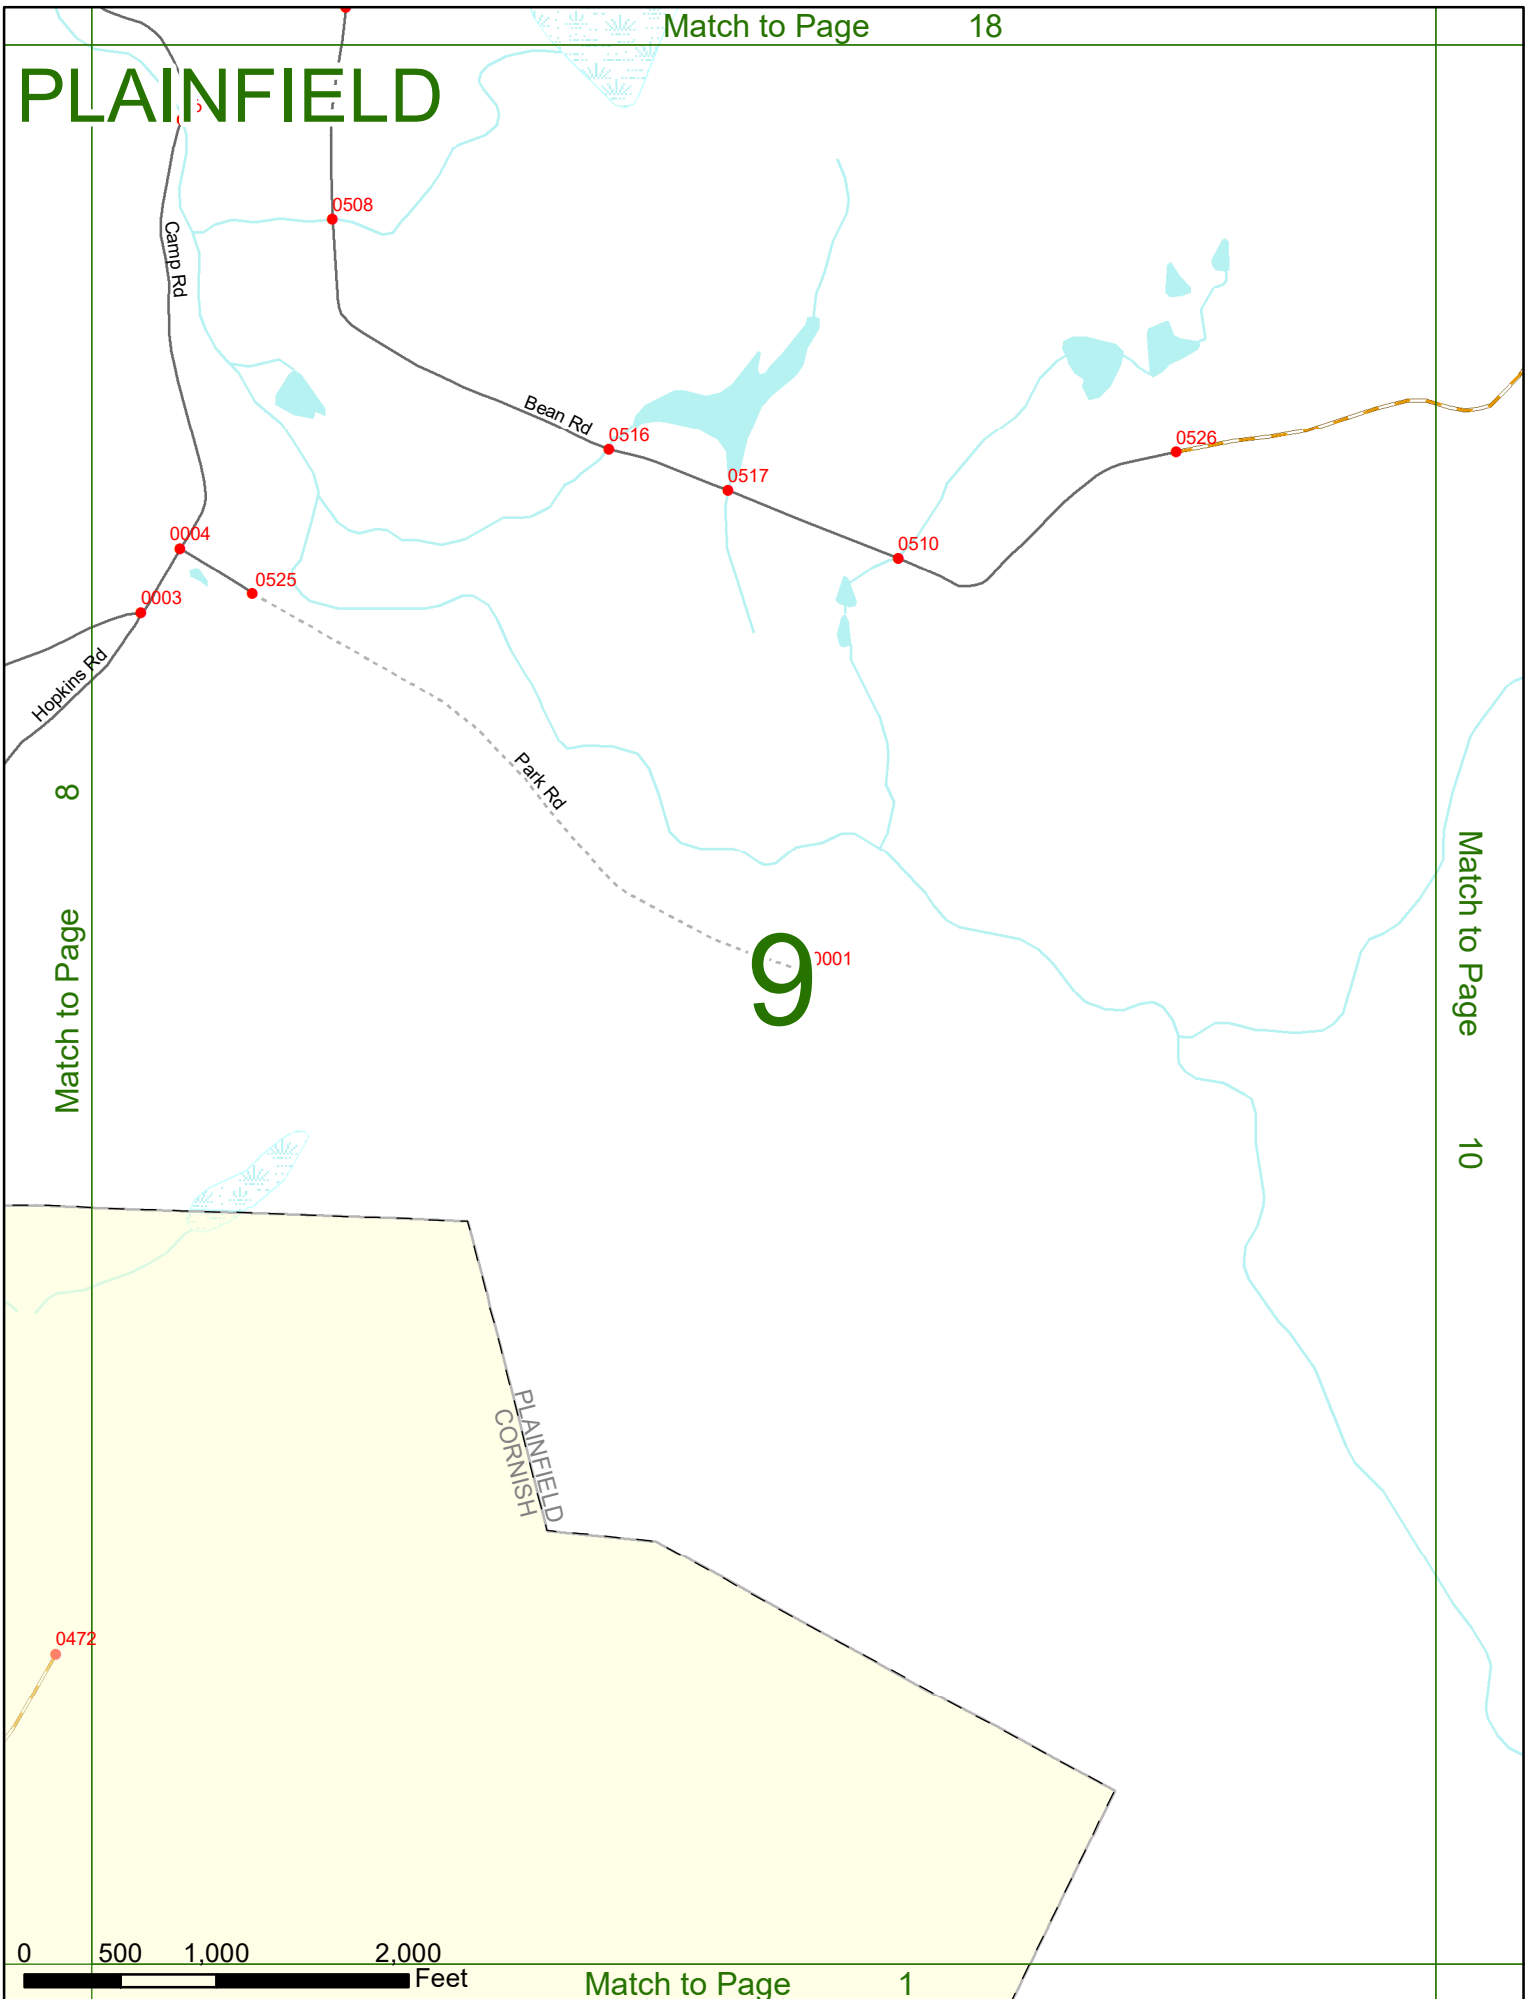 Match to Page 18
PLAINFIELD
0508
Camp Rd
Bean Rd
0516
0526
0517
0004
0510
0525
0003
Hopkins Rd
Park Rd
8
Match to Page
Match to Page
10
9
0001
PLAINFIELD
CORNISH
0472
0 500 1,000 2,000
Feet
Match to Page 1